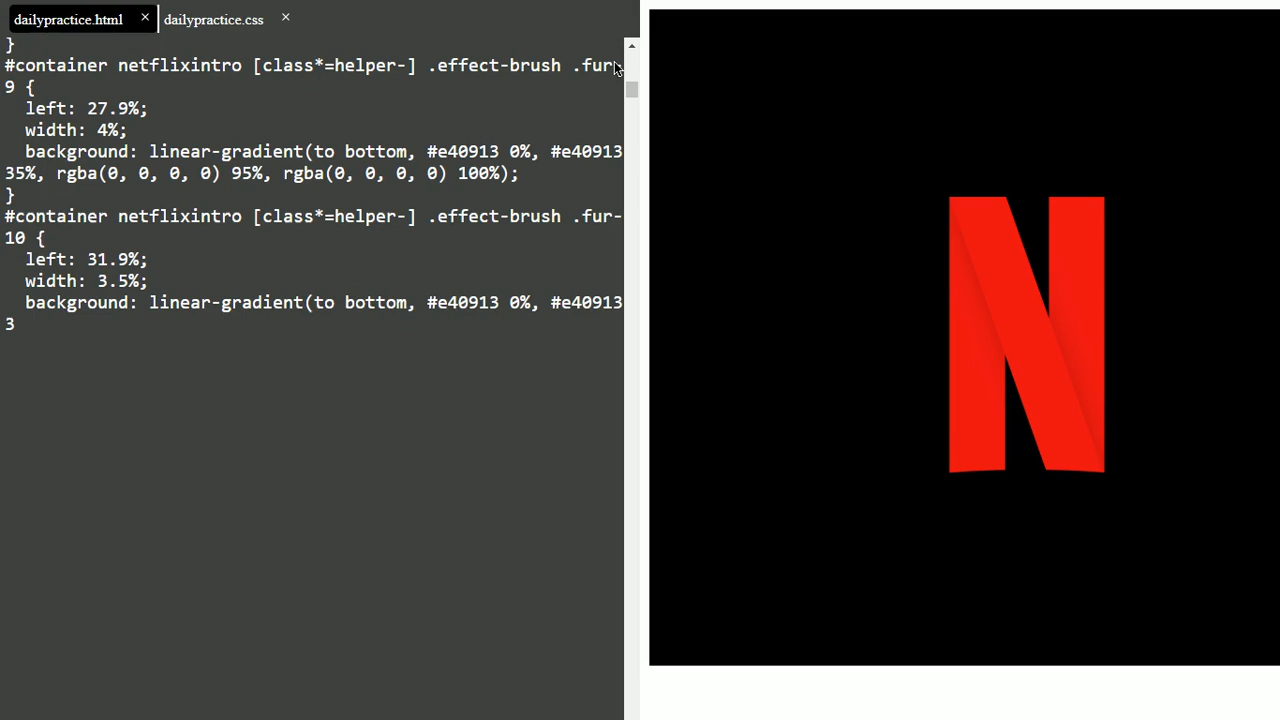 dailypractice.html × dailypractice.css ×
}
#container netflixintro [class*=helper-] .effect-brush .fur-
9 {
  left: 27.9%;
  width: 4%;
  background: linear-gradient(to bottom, #e40913 0%, #e40913
35%, rgba(0, 0, 0, 0) 95%, rgba(0, 0, 0, 0) 100%);
}
#container netflixintro [class*=helper-] .effect-brush .fur-
10 {
  left: 31.9%;
  width: 3.5%;
  background: linear-gradient(to bottom, #e40913 0%, #e40913
3
N